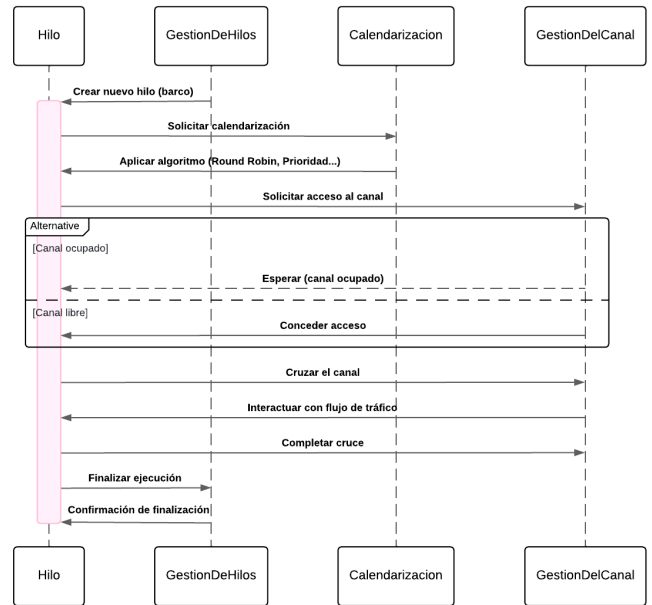 Hilo
GestionDeHilos
Calendarizacion
GestionDelCanal
Crear nuevo hilo (barco)
Solicitar calendarización
Aplicar algoritmo (Round Robin, Prioridad...)
Solicitar acceso al canal
Alternative
[Canal ocupado]
Esperar (canal ocupado)
[Canal libre]
Conceder acceso
Cruzar el canal
Interactuar con flujo de tráfico
Completar cruce
Finalizar ejecución
Confirmación de finalización
Hilo
GestionDeHilos
Calendarizacion
GestionDelCanal